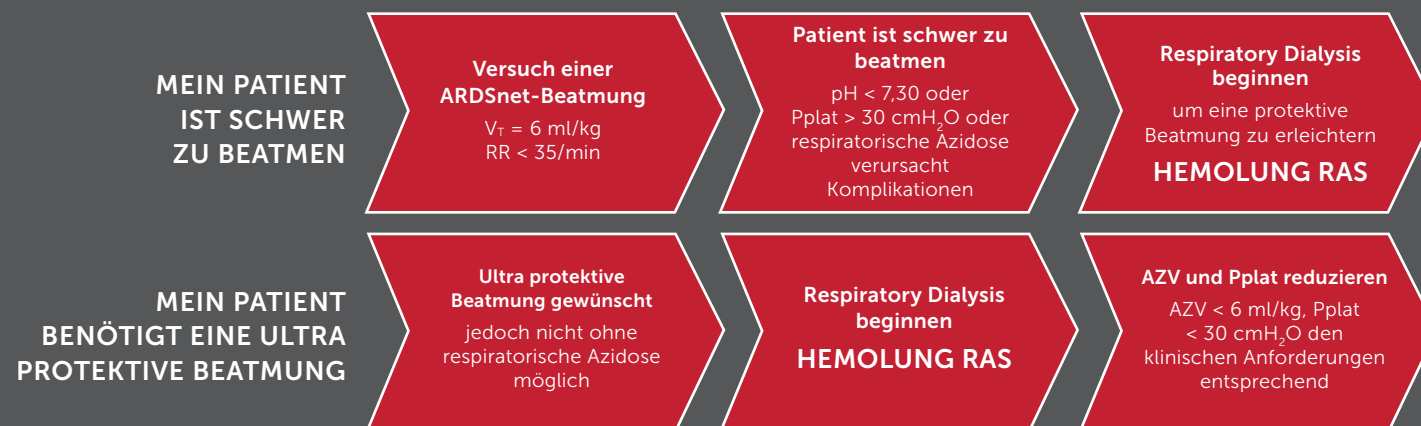 MEIN PATIENT
IST SCHWER
ZU BEATMEN
Versuch einer
ARDSnet-Beatmung
VT = 6 ml/kg
RR < 35/min
Patient ist schwer zu
beatmen
pH < 7,30 oder
Pplat > 30 cmH₂O oder
respiratorische Azidose
verursacht
Komplikationen
Respiratory Dialysis
beginnen
um eine protektive
Beatmung zu erleichtern
HEMOLUNG RAS
MEIN PATIENT
BENÖTIGT EINE ULTRA
PROTEKTIVE BEATMUNG
Ultra protektive
Beatmung gewünscht
jedoch nicht ohne
respiratorische Azidose
möglich
Respiratory Dialysis
beginnen
HEMOLUNG RAS
AZV und Pplat reduzieren
AZV < 6 ml/kg, Pplat
< 30 cmH₂O den
klinischen Anforderungen
entsprechend